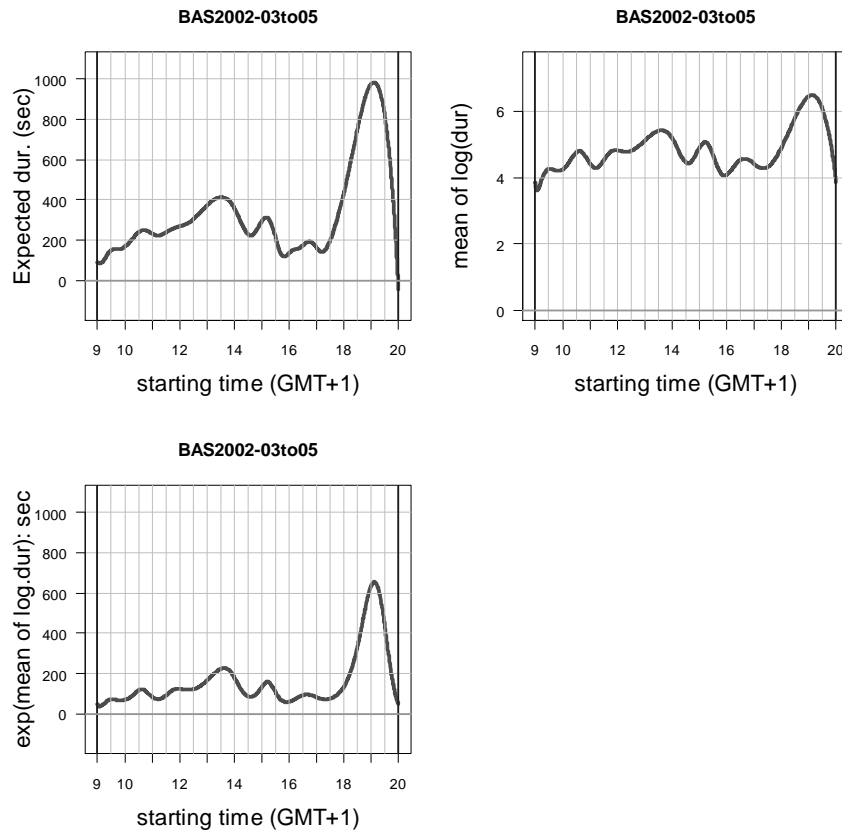 BAS2002-03to05
Expected dur. (sec)
1000
800
600
400
200
0
9 10 12 14 16 18 20
starting time (GMT+1)
BAS2002-03to05
mean of log(dur)
6
4
2
0
9 10 12 14 16 18 20
starting time (GMT+1)
BAS2002-03to05
exp(mean of log.dur): sec
1000
800
600
400
200
0
9 10 12 14 16 18 20
starting time (GMT+1)